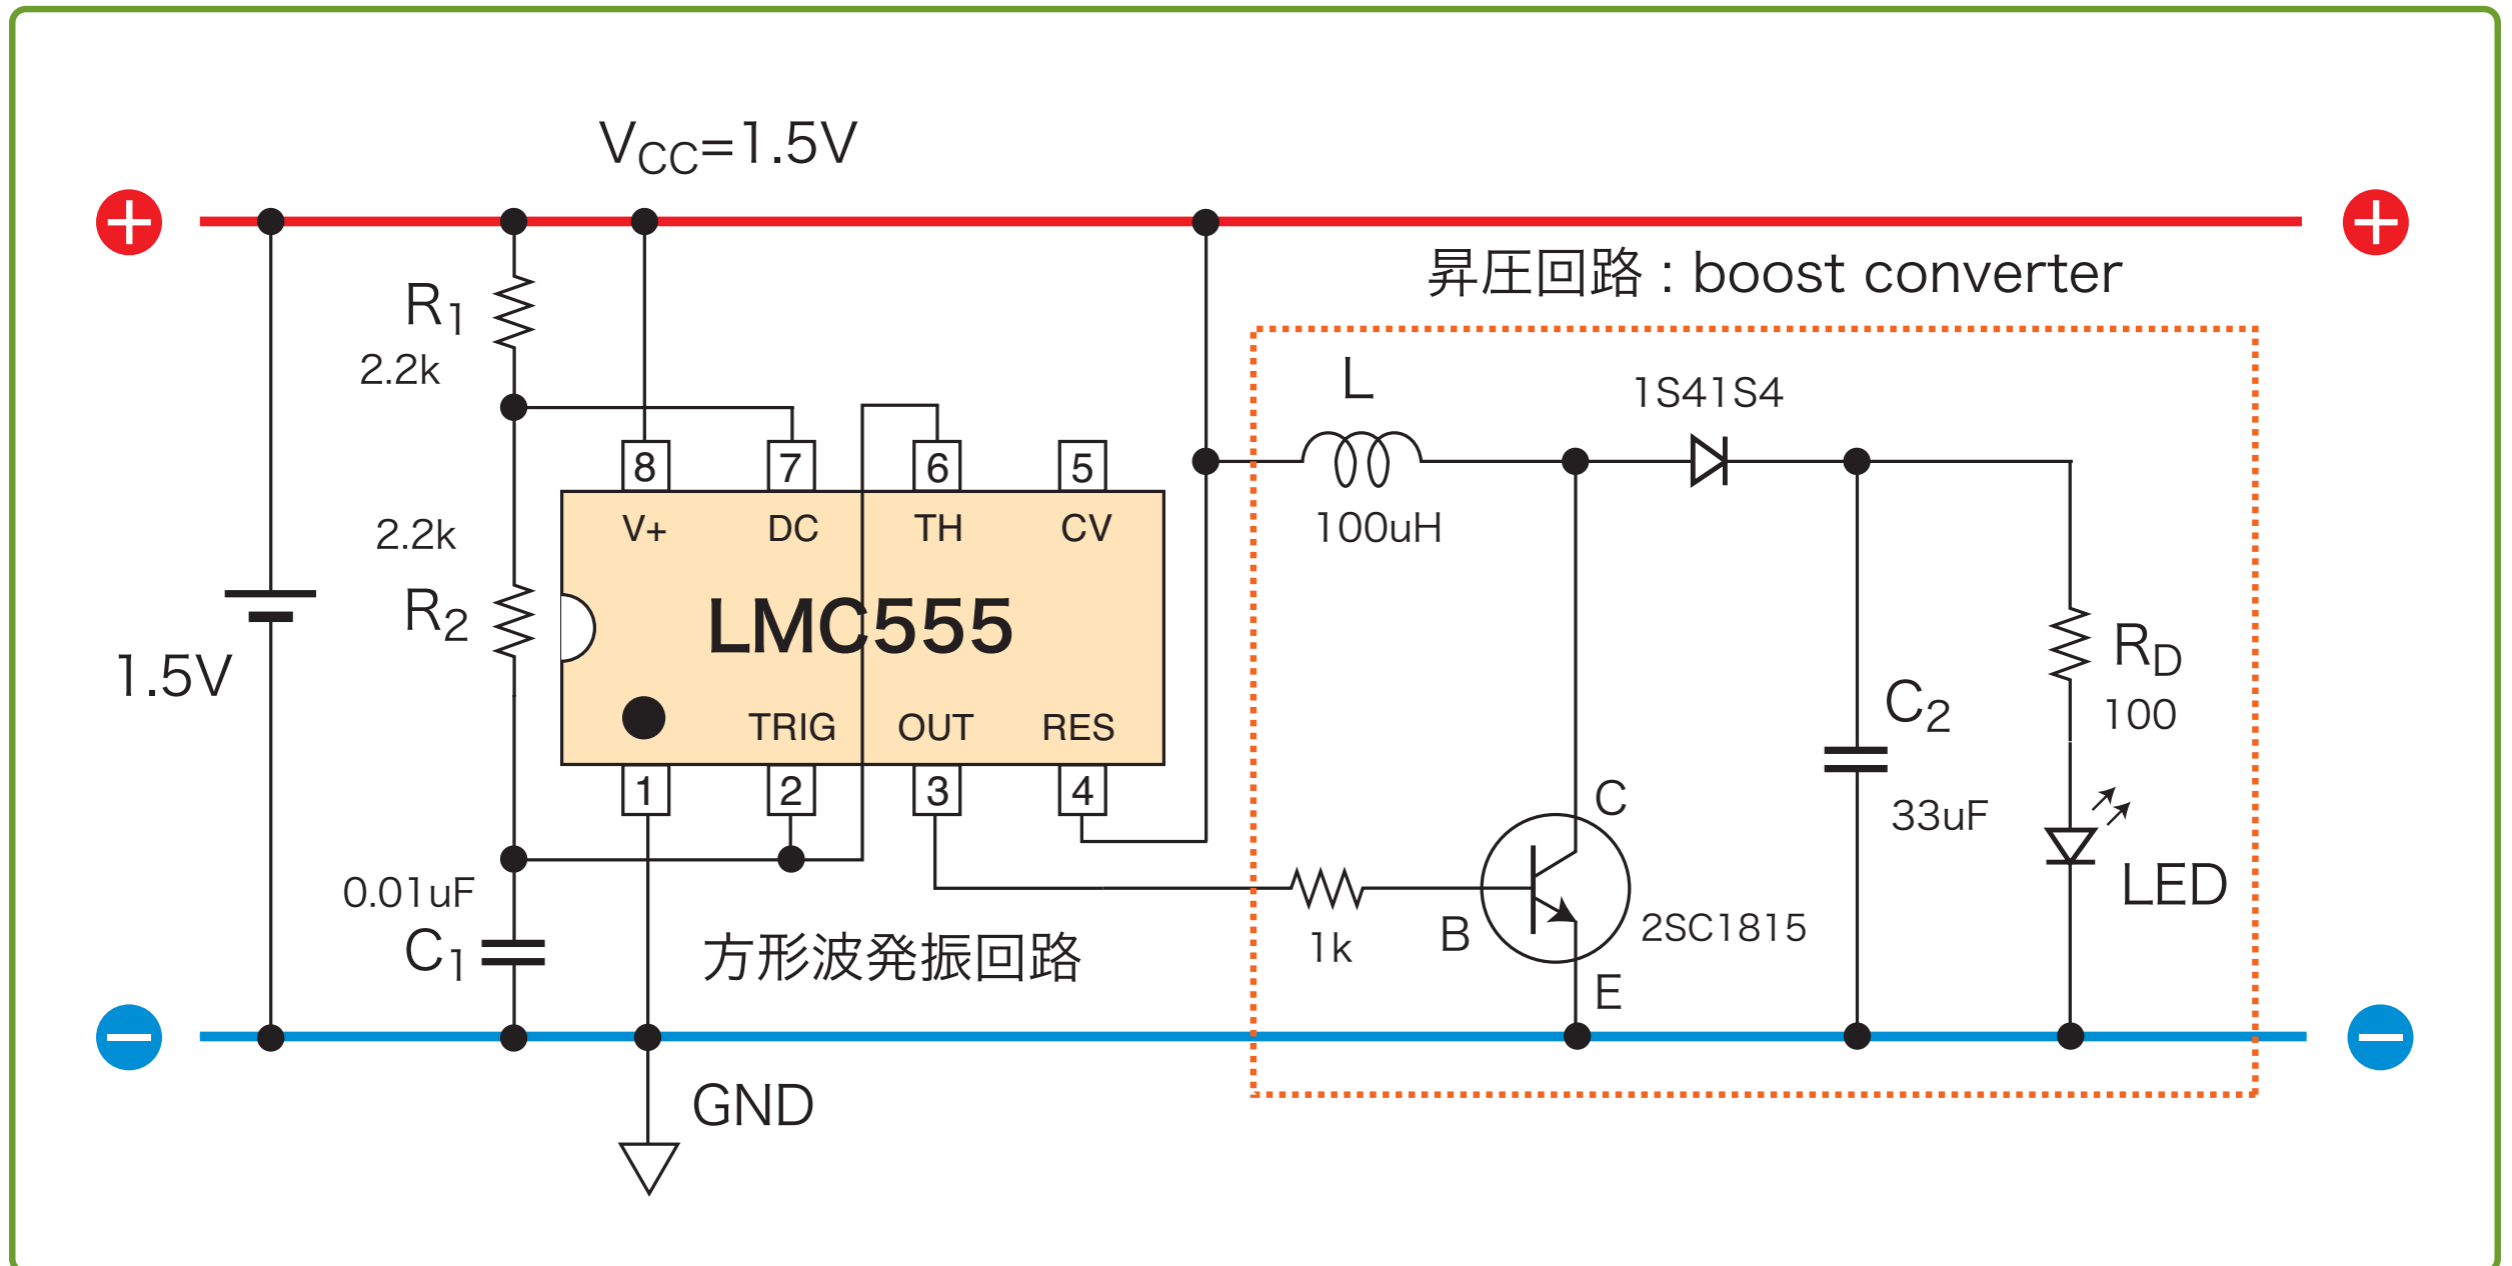 VCC=1.5V
+
+
昇圧回路 : boost converter
R1
2.2k
L
100uH
1S41S4
8
7
6
5
V+
DC
TH
CV
2.2k
R2
LMC555
1.5V
TRIG
OUT
RES
1
2
3
4
RD
100
C2
33uF
C
B
E
2SC1815
LED
1k
0.01uF
C1
方形波発振回路
−
−
GND